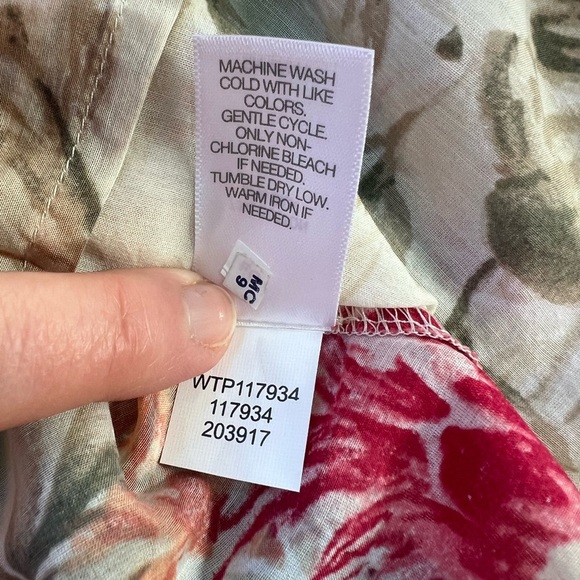 MACHINE WASH
COLD WITH LIKE
COLORS.
GENTLE CYCLE.
ONLY NON-
CHLORINE BLEACH
IF NEEDED.
TUMBLE DRY LOW.
WARM IRON IF
NEEDED.
MC
9
WTP117934
117934
203917